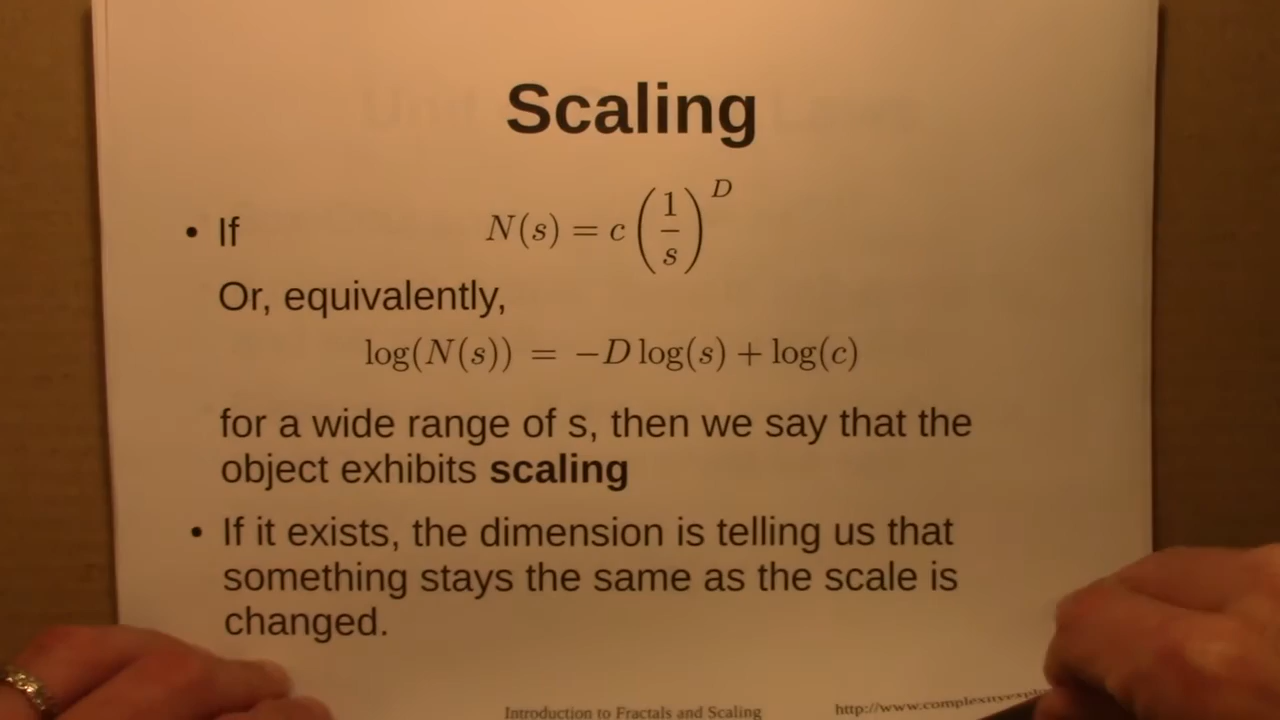 Scaling
• If N(s) = c (1/s)^D
Or, equivalently,
log(N(s)) = −D log(s) + log(c)
for a wide range of s, then we say that the
object exhibits scaling
• If it exists, the dimension is telling us that
something stays the same as the scale is
changed.
Introduction to Fractals and Scaling